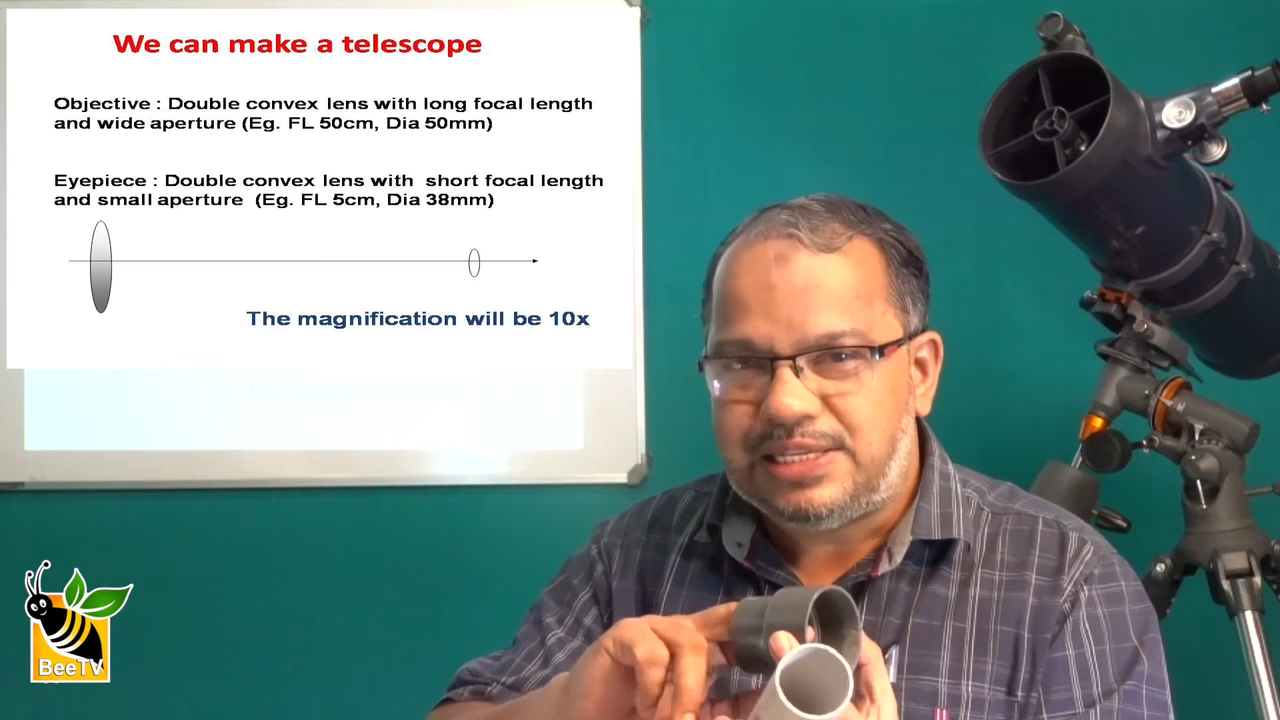 We can make a telescope
Objective : Double convex lens with long focal length
and wide aperture (Eg. FL 50cm, Dia 50mm)
Eyepiece : Double convex lens with  short focal length
and small aperture  (Eg. FL 5cm, Dia 38mm)
The magnification will be 10x
BeeTV